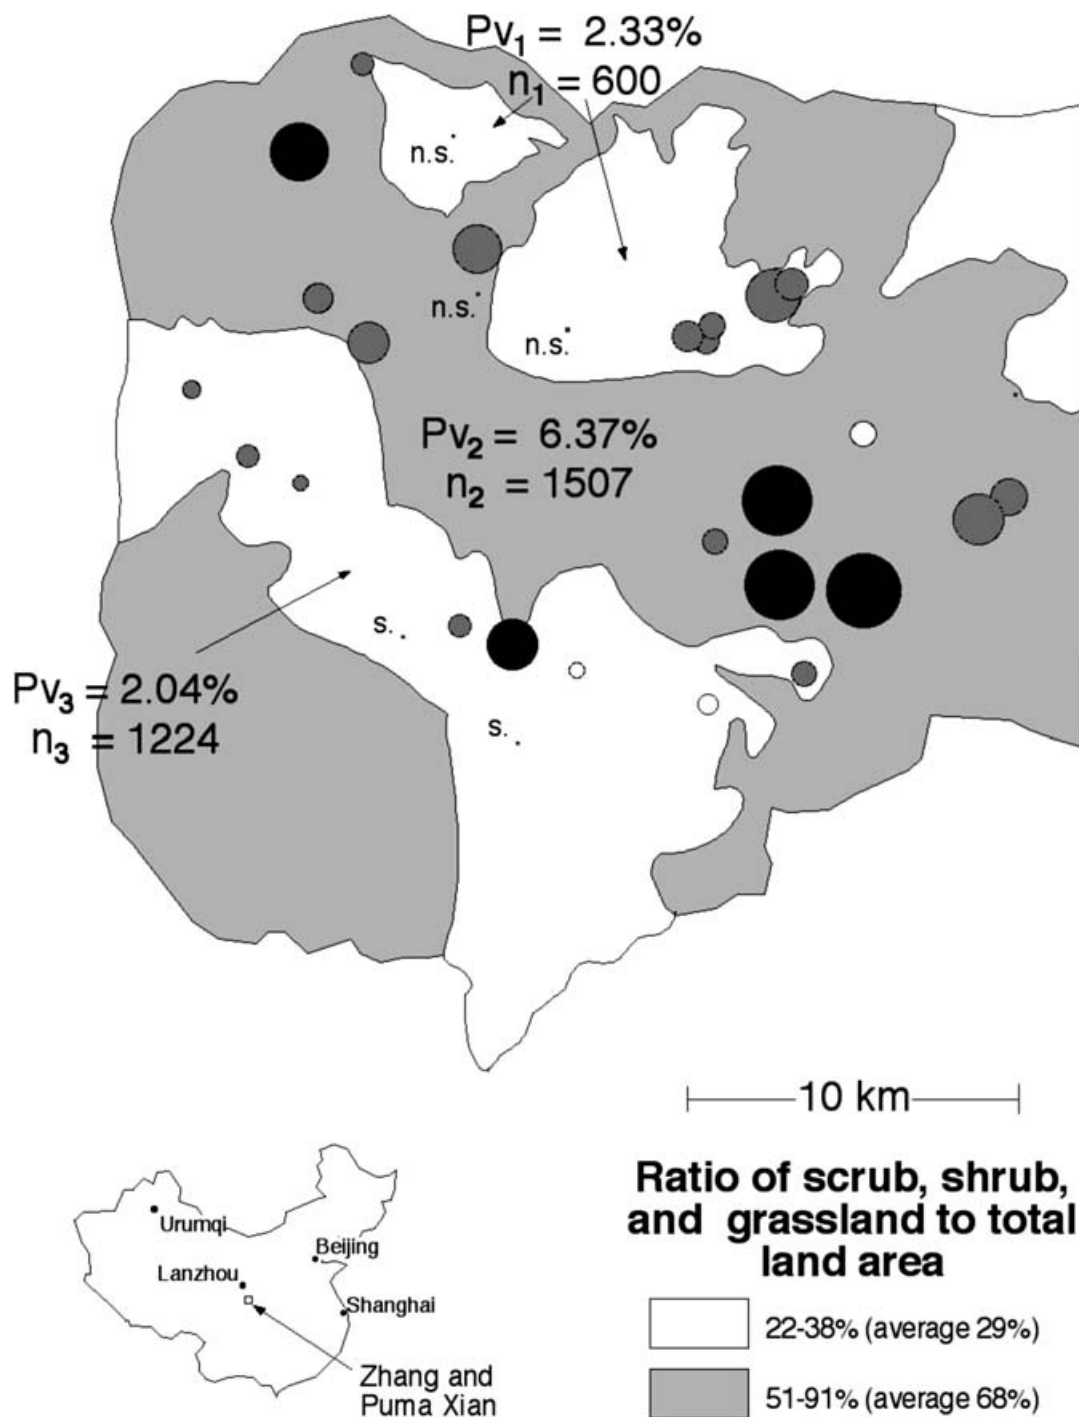 Pv1 = 2.33%
n1 = 600
n.s.
n.s.
n.s.
Pv2 = 6.37%
n2 = 1507
s.
Pv3 = 2.04%
n3 = 1224
s.
10 km
Ratio of scrub, shrub,
and grassland to total
land area
22-38% (average 29%)
51-91% (average 68%)
Urumqi
Beijing
Lanzhou
Shanghai
Zhang and
Puma Xian